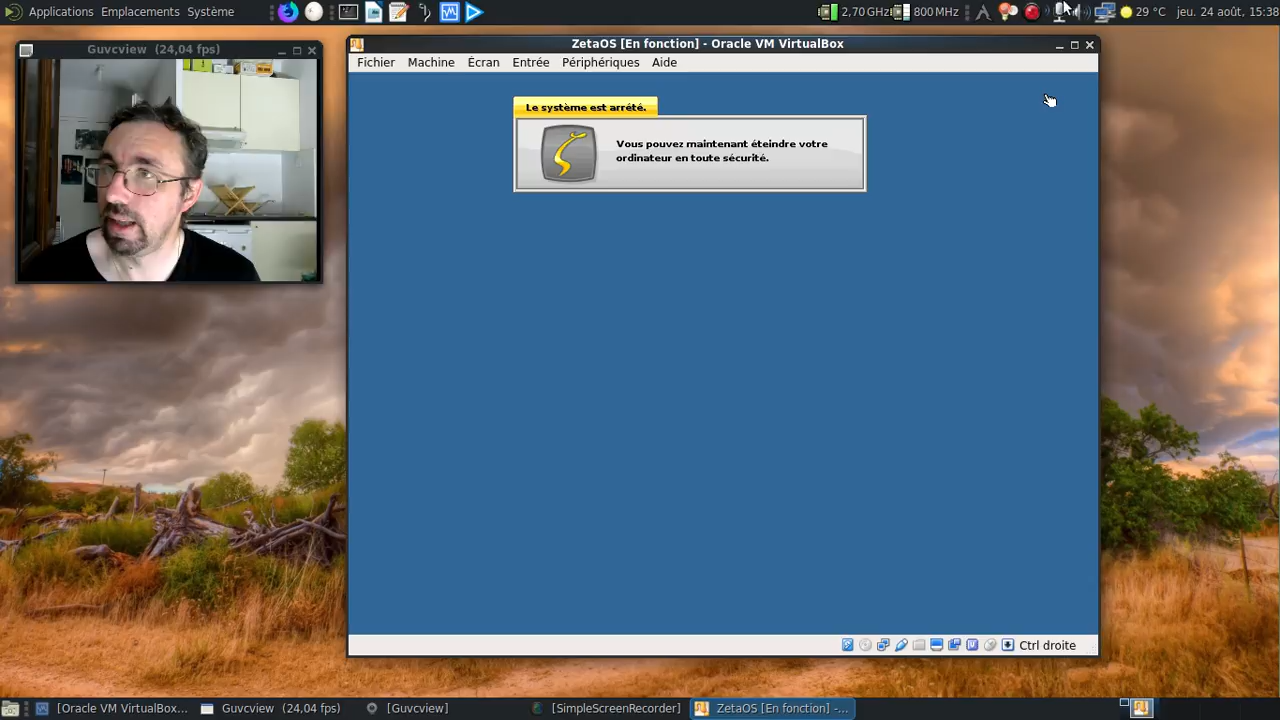 Applications Emplacements Système
2,70 GHz 800 MHz 29 °C jeu. 24 août, 15:38
Guvcview (24,04 fps)
ZetaOS [En fonction] - Oracle VM VirtualBox
Fichier Machine Écran Entrée Périphériques Aide
Le système est arrété.
Vous pouvez maintenant éteindre votre
ordinateur en toute sécurité.
Ctrl droite
[Oracle VM VirtualBox... Guvcview (24,04 fps) [Guvcview] [SimpleScreenRecorder] ZetaOS [En fonction] -...